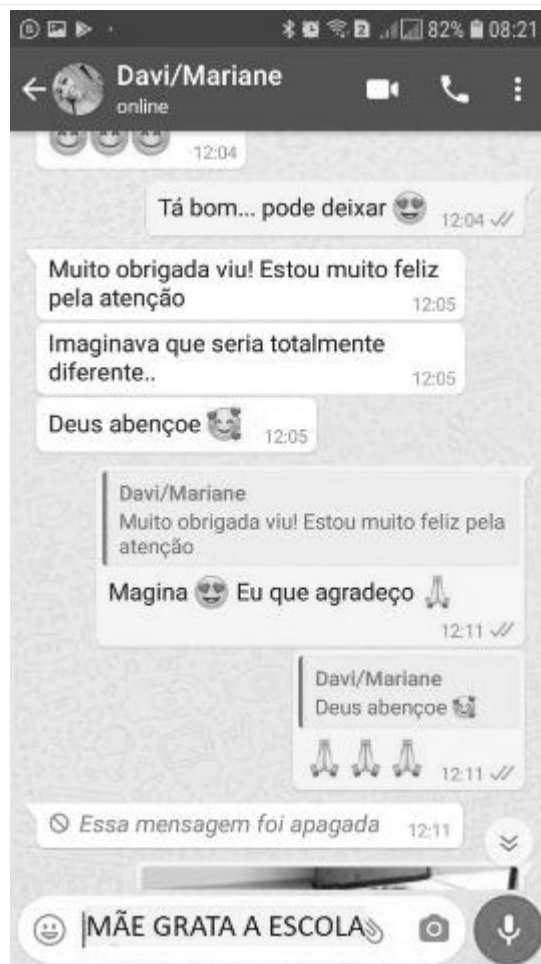 82% 08:21
Davi/Mariane
online
12:04
Tá bom... pode deixar 😍 12:04
Muito obrigada viu! Estou muito feliz
pela atenção 12:05
Imaginava que seria totalmente
diferente.. 12:05
Deus abençoe 🥰 12:05
Davi/Mariane
Muito obrigada viu! Estou muito feliz pela
atenção
Magina 😍 Eu que agradeço 🙏
12:11
Davi/Mariane
Deus abençoe 🥰
🙏🙏🙏 12:11
Essa mensagem foi apagada 12:11
MÃE GRATA A ESCOLA